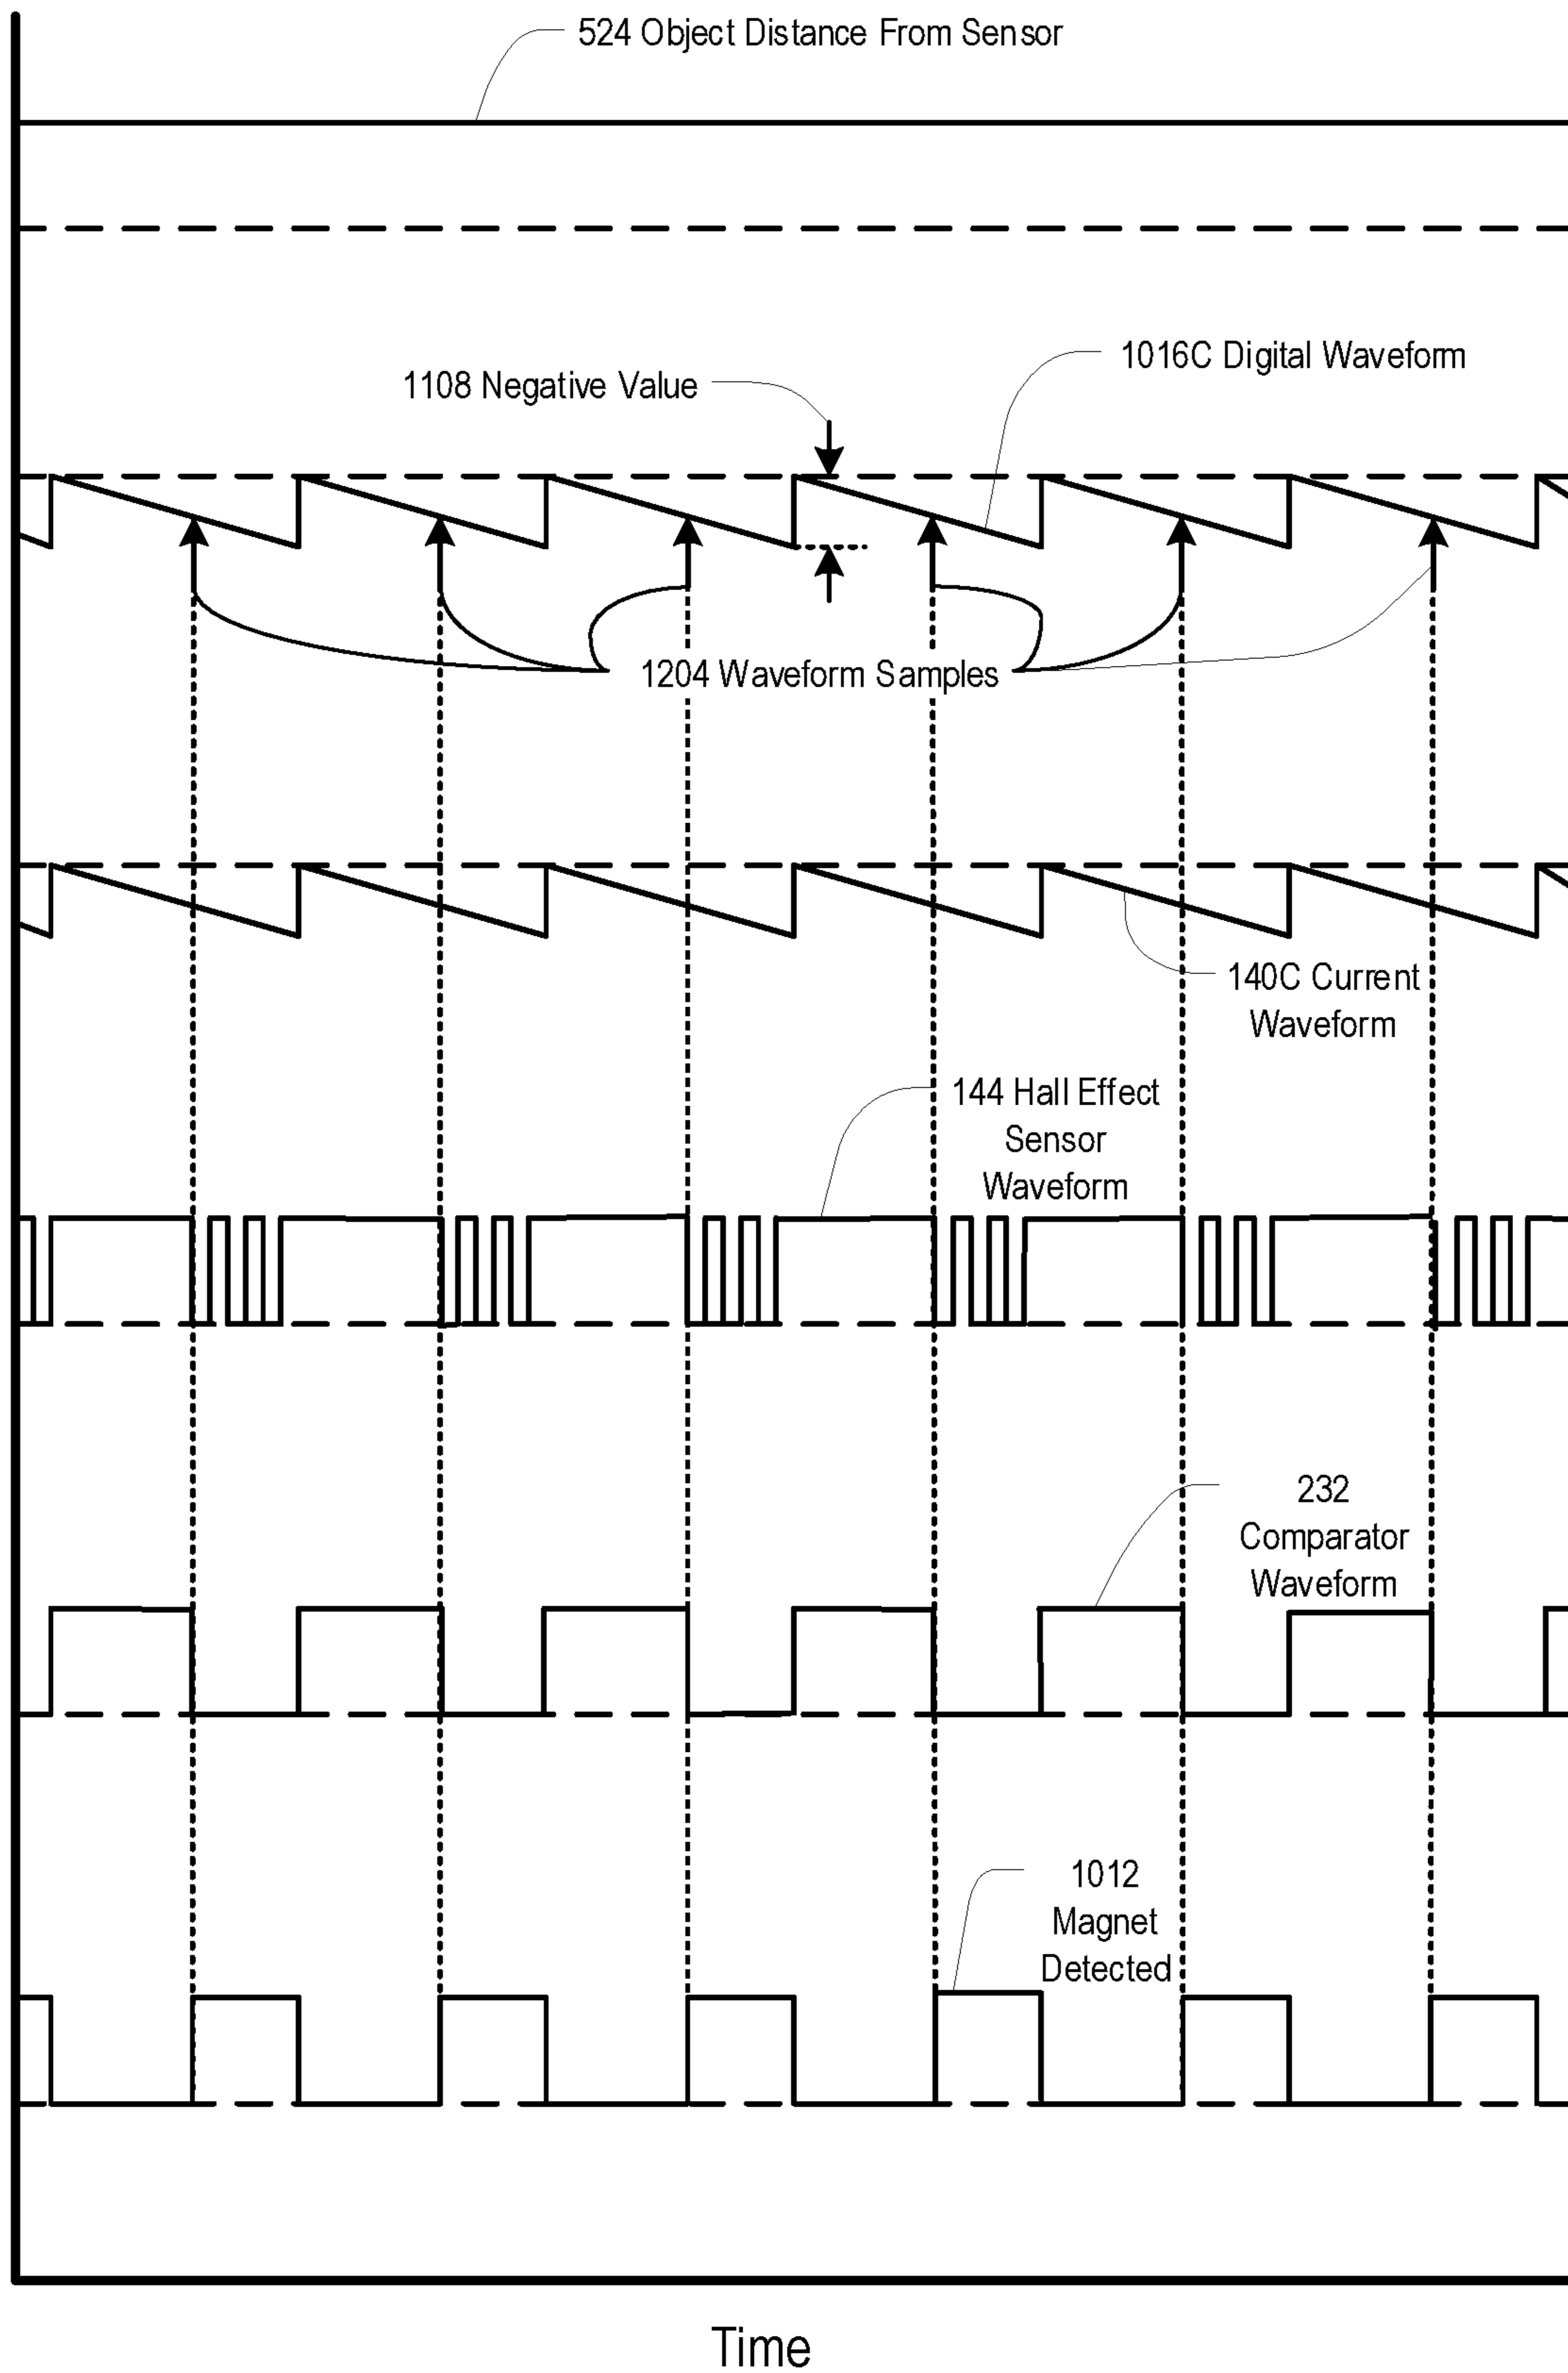 524 Object Distance From Sensor
1016C Digital Waveform
1108 Negative Value
1204 Waveform Samples
140C Current
Waveform
144 Hall Effect
Sensor
Waveform
232
Comparator
Waveform
1012
Magnet
Detected
Time